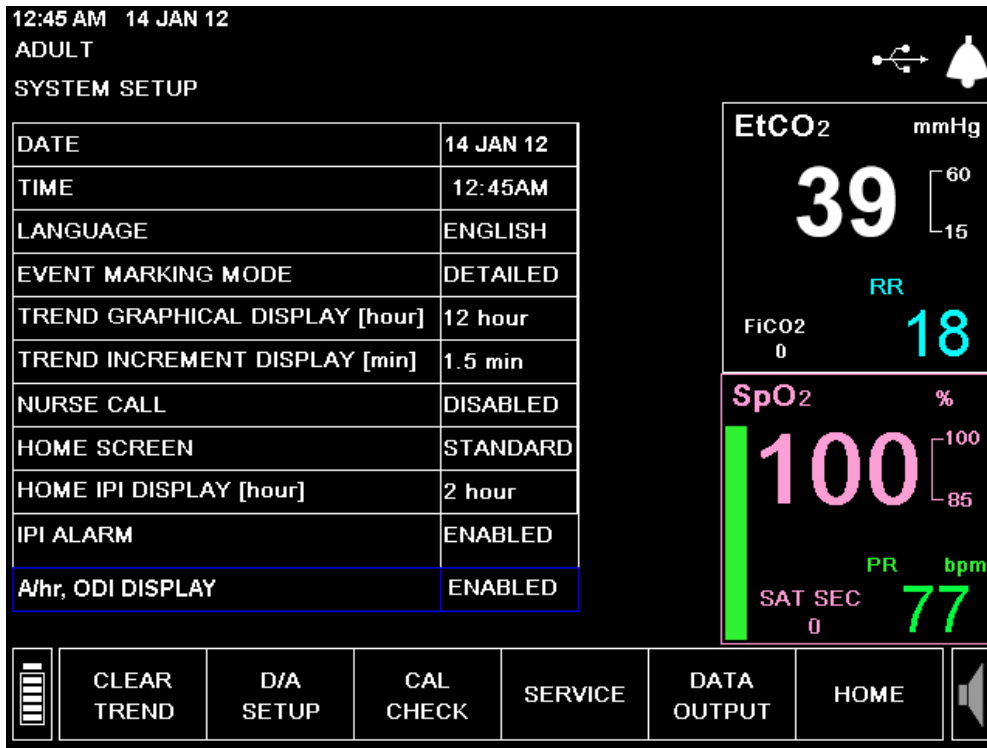 12:45 AM 14 JAN 12
ADULT
SYSTEM SETUP
DATE 14 JAN 12
TIME 12:45AM
LANGUAGE ENGLISH
EVENT MARKING MODE DETAILED
TREND GRAPHICAL DISPLAY [hour] 12 hour
TREND INCREMENT DISPLAY [min] 1.5 min
NURSE CALL DISABLED
HOME SCREEN STANDARD
HOME IPI DISPLAY [hour] 2 hour
IPI ALARM ENABLED
A/hr, ODI DISPLAY ENABLED
EtCO2 mmHg
39
60
15
RR
FiCO2
0
18
SpO2 %
100
100
85
PR bpm
SAT SEC
0
77
CLEAR
TREND
D/A
SETUP
CAL
CHECK
SERVICE
DATA
OUTPUT
HOME